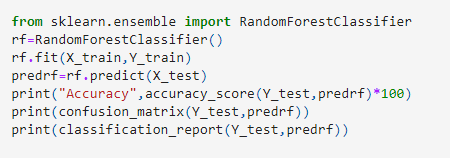 from sklearn.ensemble import RandomForestClassifier
rf=RandomForestClassifier()
rf.fit(X_train,Y_train)
predrf=rf.predict(X_test)
print("Accuracy",accuracy_score(Y_test,predrf)*100)
print(confusion_matrix(Y_test,predrf))
print(classification_report(Y_test,predrf))